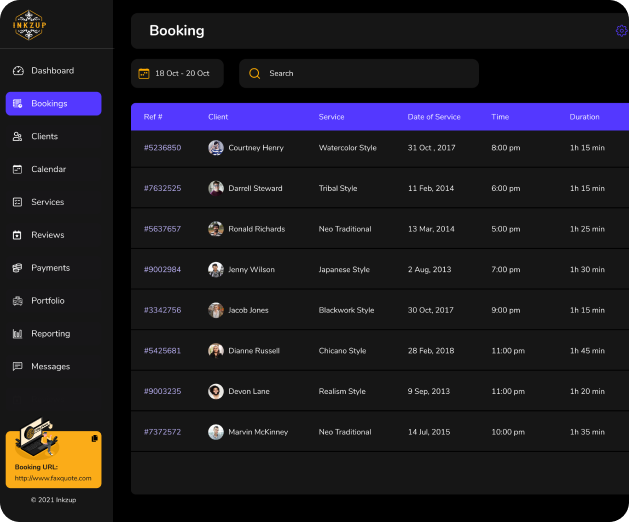 INKZUP
Booking
Dashboard
18 Oct - 20 Oct
Search
Bookings
Ref #
Client
Service
Date of Service
Time
Duration
Clients
#5236850
Courtney Henry
Watercolor Style
31 Oct , 2017
8:00 pm
1h 15 min
Calendar
#7632525
Darrell Steward
Tribal Style
11 Feb, 2014
6:00 pm
1h 15 min
Services
#5637657
Ronald Richards
Neo Traditional
13 Mar, 2014
5:00 pm
1h 25 min
Reviews
#9002984
Jenny Wilson
Japanese Style
2 Aug, 2013
7:00 pm
1h 30 min
Payments
#3342756
Jacob Jones
Blackwork Style
30 Oct, 2017
9:00 pm
1h 15 min
Portfolio
#5425681
Dianne Russell
Chicano Style
28 Feb, 2018
11:00 pm
1h 45 min
Reporting
#9003235
Devon Lane
Realism Style
9 Sep, 2013
11:00 pm
1h 20 min
Messages
#7372572
Marvin McKinney
Neo Traditional
14 Jul, 2015
10:00 pm
1h 35 min
Booking URL:
http://www.faxquote.com
© 2021 Inkzup